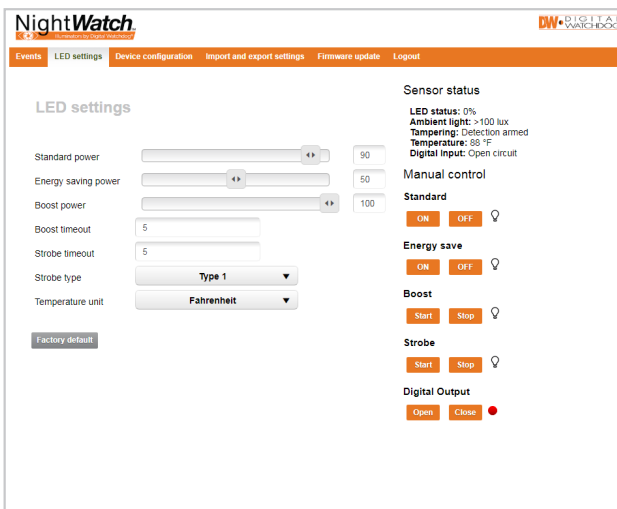 NightWatch
Illumination by Digital Watchdog
DW DIGITAL
WATCHDOG
Events LED settings Device configuration Import and export settings Firmware update Logout
LED settings
Standard power 90
Energy saving power 50
Boost power 100
Boost timeout 5
Strobe timeout 5
Strobe type Type 1
Temperature unit Fahrenheit
Factory default
Sensor status
LED status: 0%
Ambient light: >100 lux
Tampering: Detection armed
Temperature: 88 °F
Digital Input: Open circuit
Manual control
Standard
ON OFF
Energy save
ON OFF
Boost
Start Stop
Strobe
Start Stop
Digital Output
Open Close